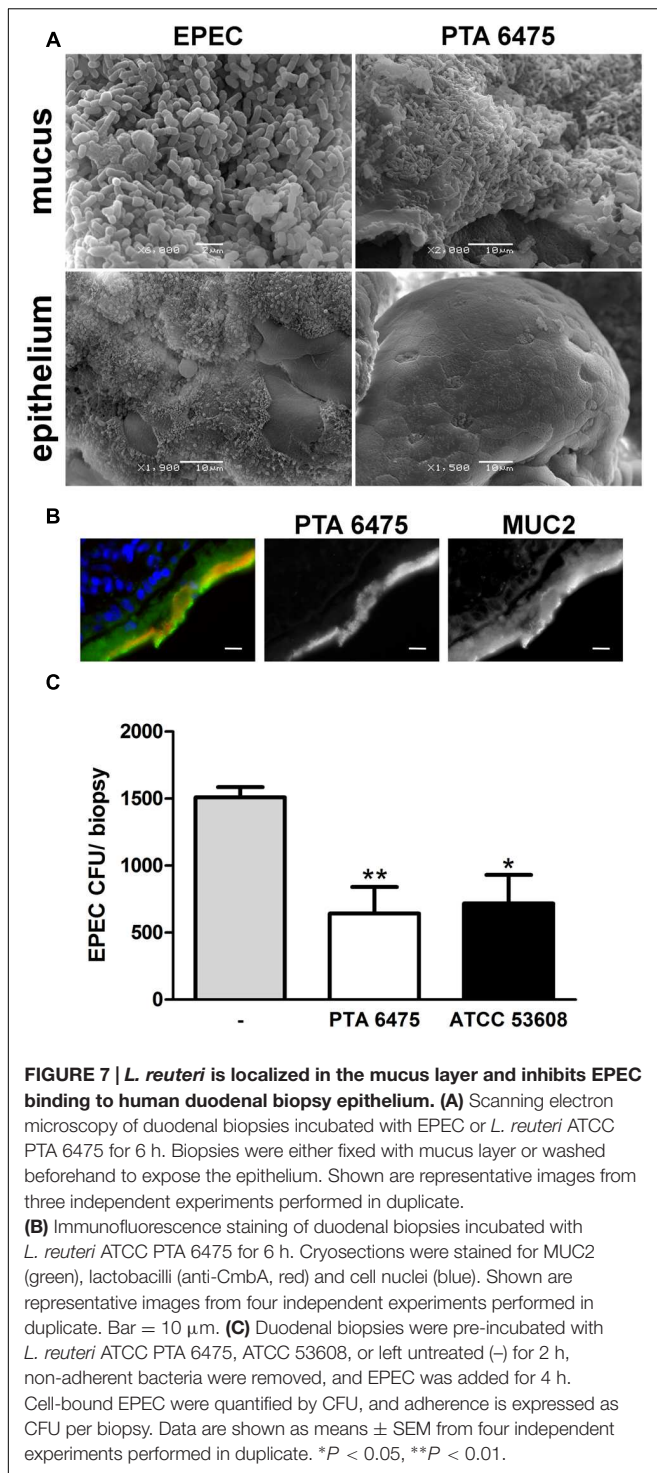 A
EPEC
PTA 6475
mucus
X6,000 2μm
X2,000 10μm
epithelium
X1,900 10μm
X1,500 10μm
B
PTA 6475
MUC2
C
2000
1500
1000
500
0
EPEC CFU/ biopsy
**
*
-
PTA 6475
ATCC 53608
FIGURE 7 | L. reuteri is localized in the mucus layer and inhibits EPEC
binding to human duodenal biopsy epithelium. (A) Scanning electron
microscopy of duodenal biopsies incubated with EPEC or L. reuteri ATCC
PTA 6475 for 6 h. Biopsies were either fixed with mucus layer or washed
beforehand to expose the epithelium. Shown are representative images from
three independent experiments performed in duplicate.
(B) Immunofluorescence staining of duodenal biopsies incubated with
L. reuteri ATCC PTA 6475 for 6 h. Cryosections were stained for MUC2
(green), lactobacilli (anti-CmbA, red) and cell nuclei (blue). Shown are
representative images from four independent experiments performed in
duplicate. Bar = 10 μm. (C) Duodenal biopsies were pre-incubated with
L. reuteri ATCC PTA 6475, ATCC 53608, or left untreated (–) for 2 h,
non-adherent bacteria were removed, and EPEC was added for 4 h.
Cell-bound EPEC were quantified by CFU, and adherence is expressed as
CFU per biopsy. Data are shown as means ± SEM from four independent
experiments performed in duplicate. *P < 0.05, **P < 0.01.